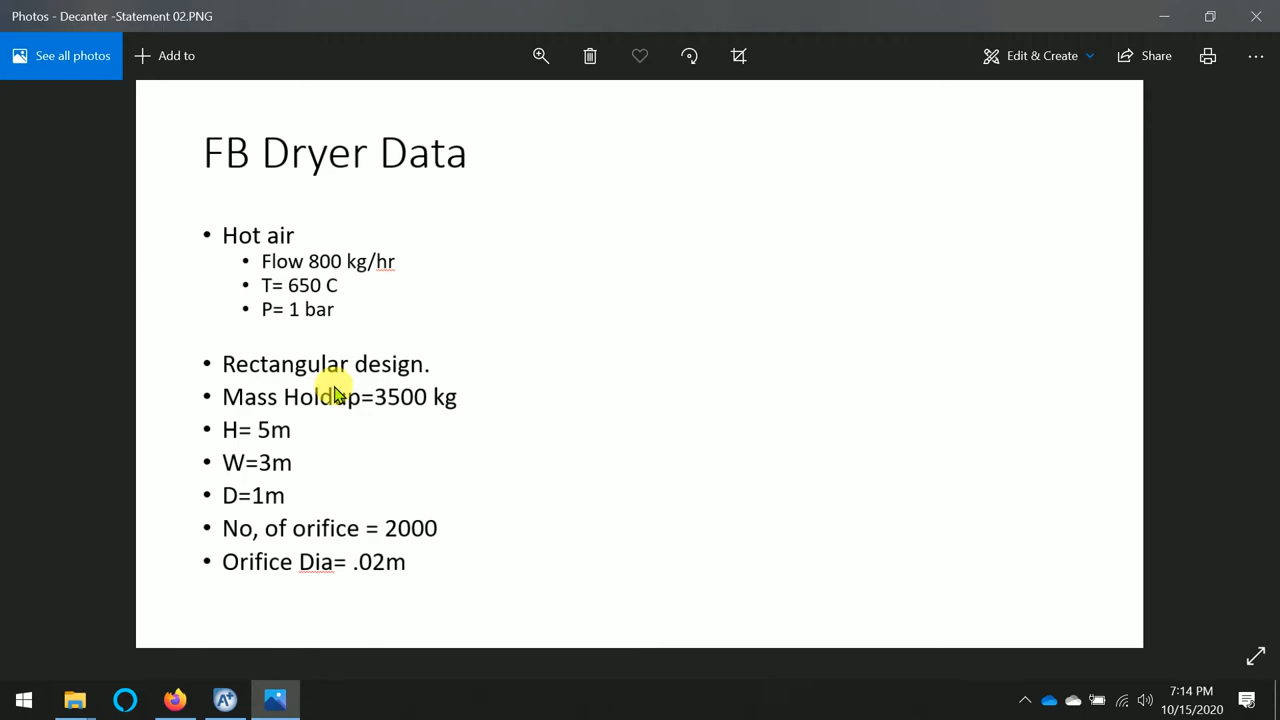 Photos - Decanter -Statement 02.PNG
See all photos
Add to
Edit & Create
Share
FB Dryer Data
• Hot air
• Flow 800 kg/hr
• T= 650 C
• P= 1 bar
• Rectangular design.
• Mass Holdup=3500 kg
• H= 5m
• W=3m
• D=1m
• No, of orifice = 2000
• Orifice Dia= .02m
A+
7:14 PM
10/15/2020